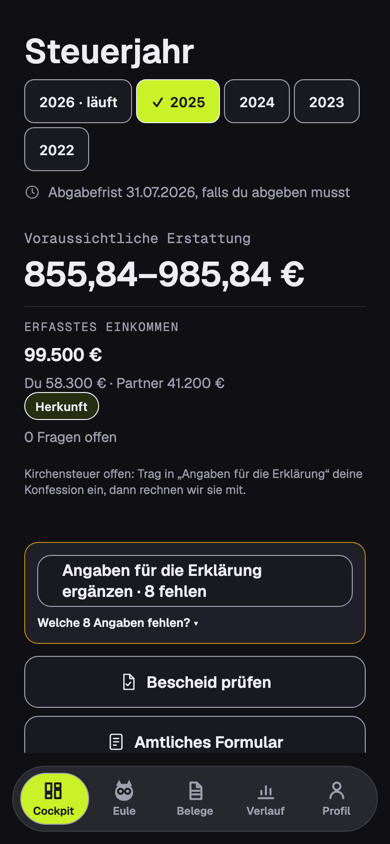 Steuerjahr
2026 · läuft
✓ 2025
2024
2023
2022
Abgabefrist 31.07.2026, falls du abgeben musst
Voraussichtliche Erstattung
855,84–985,84 €
ERFASSTES EINKOMMEN
99.500 €
Du 58.300 € · Partner 41.200 €
Herkunft
0 Fragen offen
Kirchensteuer offen: Trag in „Angaben für die Erklärung“ deine
Konfession ein, dann rechnen wir sie mit.
Angaben für die Erklärung
ergänzen · 8 fehlen
Welche 8 Angaben fehlen? ▾
Bescheid prüfen
Amtliches Formular
Cockpit
Eule
Belege
Verlauf
Profil